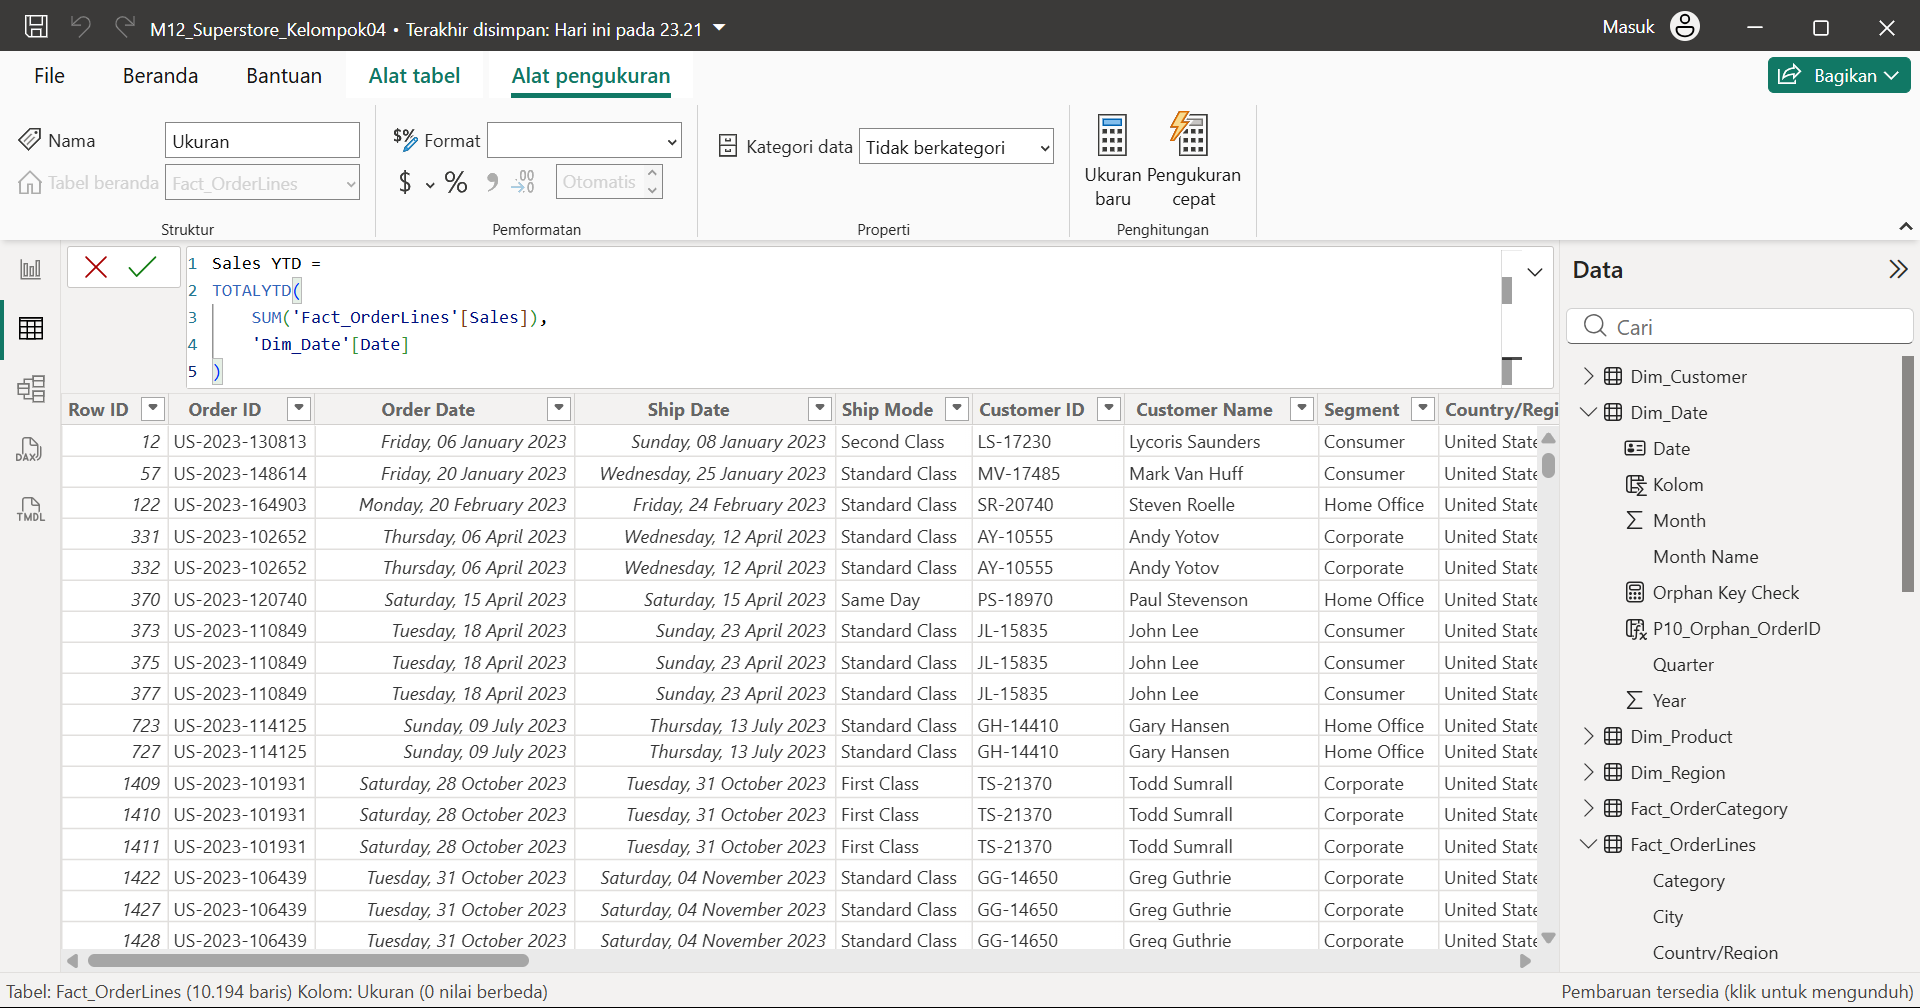 M12_Superstore_Kelompok04 • Terakhir disimpan: Hari ini pada 23.21
Masuk
File
Beranda
Bantuan
Alat tabel
Alat pengukuran
Bagikan
Nama
Ukuran
Tabel beranda
Fact_OrderLines
Struktur
Format
$ % 9 .00 →.0
Otomatis
Pemformatan
Kategori data
Tidak berkategori
Properti
Ukuran baru
Pengukuran cepat
Penghitungan
1 Sales YTD =
2 TOTALYTD(
3 SUM('Fact_OrderLines'[Sales]),
4 'Dim_Date'[Date]
5 )
DAX
TMDL
Row ID Order ID Order Date Ship Date Ship Mode Customer ID Customer Name Segment Country/Regi
12 US-2023-130813 Friday, 06 January 2023 Sunday, 08 January 2023 Second Class LS-17230 Lycoris Saunders Consumer United State
57 US-2023-148614 Friday, 20 January 2023 Wednesday, 25 January 2023 Standard Class MV-17485 Mark Van Huff Consumer United State
122 US-2023-164903 Monday, 20 February 2023 Friday, 24 February 2023 Standard Class SR-20740 Steven Roelle Home Office United State
331 US-2023-102652 Thursday, 06 April 2023 Wednesday, 12 April 2023 Standard Class AY-10555 Andy Yotov Corporate United State
332 US-2023-102652 Thursday, 06 April 2023 Wednesday, 12 April 2023 Standard Class AY-10555 Andy Yotov Corporate United State
370 US-2023-120740 Saturday, 15 April 2023 Saturday, 15 April 2023 Same Day PS-18970 Paul Stevenson Home Office United State
373 US-2023-110849 Tuesday, 18 April 2023 Sunday, 23 April 2023 Standard Class JL-15835 John Lee Consumer United State
375 US-2023-110849 Tuesday, 18 April 2023 Sunday, 23 April 2023 Standard Class JL-15835 John Lee Consumer United State
377 US-2023-110849 Tuesday, 18 April 2023 Sunday, 23 April 2023 Standard Class JL-15835 John Lee Consumer United State
723 US-2023-114125 Sunday, 09 July 2023 Thursday, 13 July 2023 Standard Class GH-14410 Gary Hansen Home Office United State
727 US-2023-114125 Sunday, 09 July 2023 Thursday, 13 July 2023 Standard Class GH-14410 Gary Hansen Home Office United State
1409 US-2023-101931 Saturday, 28 October 2023 Tuesday, 31 October 2023 First Class TS-21370 Todd Sumrall Corporate United State
1410 US-2023-101931 Saturday, 28 October 2023 Tuesday, 31 October 2023 First Class TS-21370 Todd Sumrall Corporate United State
1411 US-2023-101931 Saturday, 28 October 2023 Tuesday, 31 October 2023 First Class TS-21370 Todd Sumrall Corporate United State
1422 US-2023-106439 Tuesday, 31 October 2023 Saturday, 04 November 2023 Standard Class GG-14650 Greg Guthrie Corporate United State
1427 US-2023-106439 Tuesday, 31 October 2023 Saturday, 04 November 2023 Standard Class GG-14650 Greg Guthrie Corporate United State
1428 US-2023-106439 Tuesday, 31 October 2023 Saturday, 04 November 2023 Standard Class GG-14650 Greg Guthrie Corporate United State
Data
Cari
Dim_Customer
Dim_Date
Date
Kolom
Month
Month Name
Orphan Key Check
P10_Orphan_OrderID
Quarter
Year
Dim_Product
Dim_Region
Fact_OrderCategory
Fact_OrderLines
Category
City
Country/Region
Tabel: Fact_OrderLines (10.194 baris) Kolom: Ukuran (0 nilai berbeda)
Pembaruan tersedia (klik untuk mengunduh)